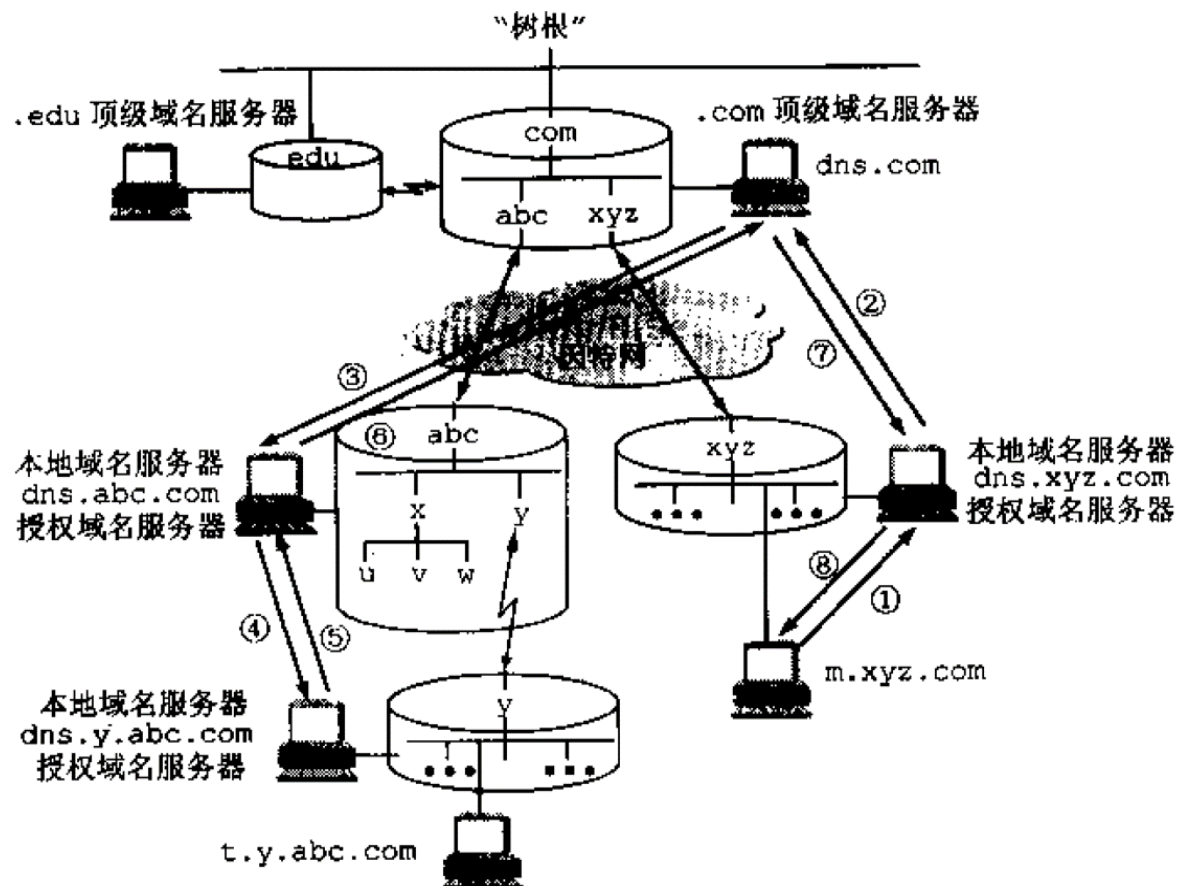 “树根”
.edu 顶级域名服务器
.com 顶级域名服务器
edu
com
dns.com
abc
xyz
因特网
②
⑦
③
⑥
abc
xyz
本地域名服务器
dns.abc.com
授权域名服务器
本地域名服务器
dns.xyz.com
授权域名服务器
x
y
u
v
w
⑧
①
④
⑤
m.xyz.com
本地域名服务器
dns.y.abc.com
授权域名服务器
y
t.y.abc.com